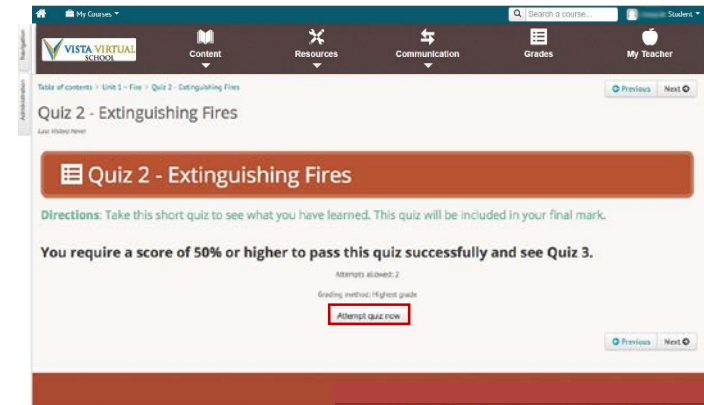 My Courses
Search a course...
Student
Navigation
VISTA VIRTUAL
SCHOOL
Content
Resources
Communication
Grades
My Teacher
Administration
Table of contents > Unit 1 - Fire > Quiz 2 - Extinguishing Fires
Previous Next
Quiz 2 - Extinguishing Fires
Last Visited Never
Quiz 2 - Extinguishing Fires
Directions: Take this short quiz to see what you have learned. This quiz will be included in your final mark.
You require a score of 50% or higher to pass this quiz successfully and see Quiz 3.
Attempts allowed: 2
Grading method: Highest grade
Attempt quiz now
Previous Next